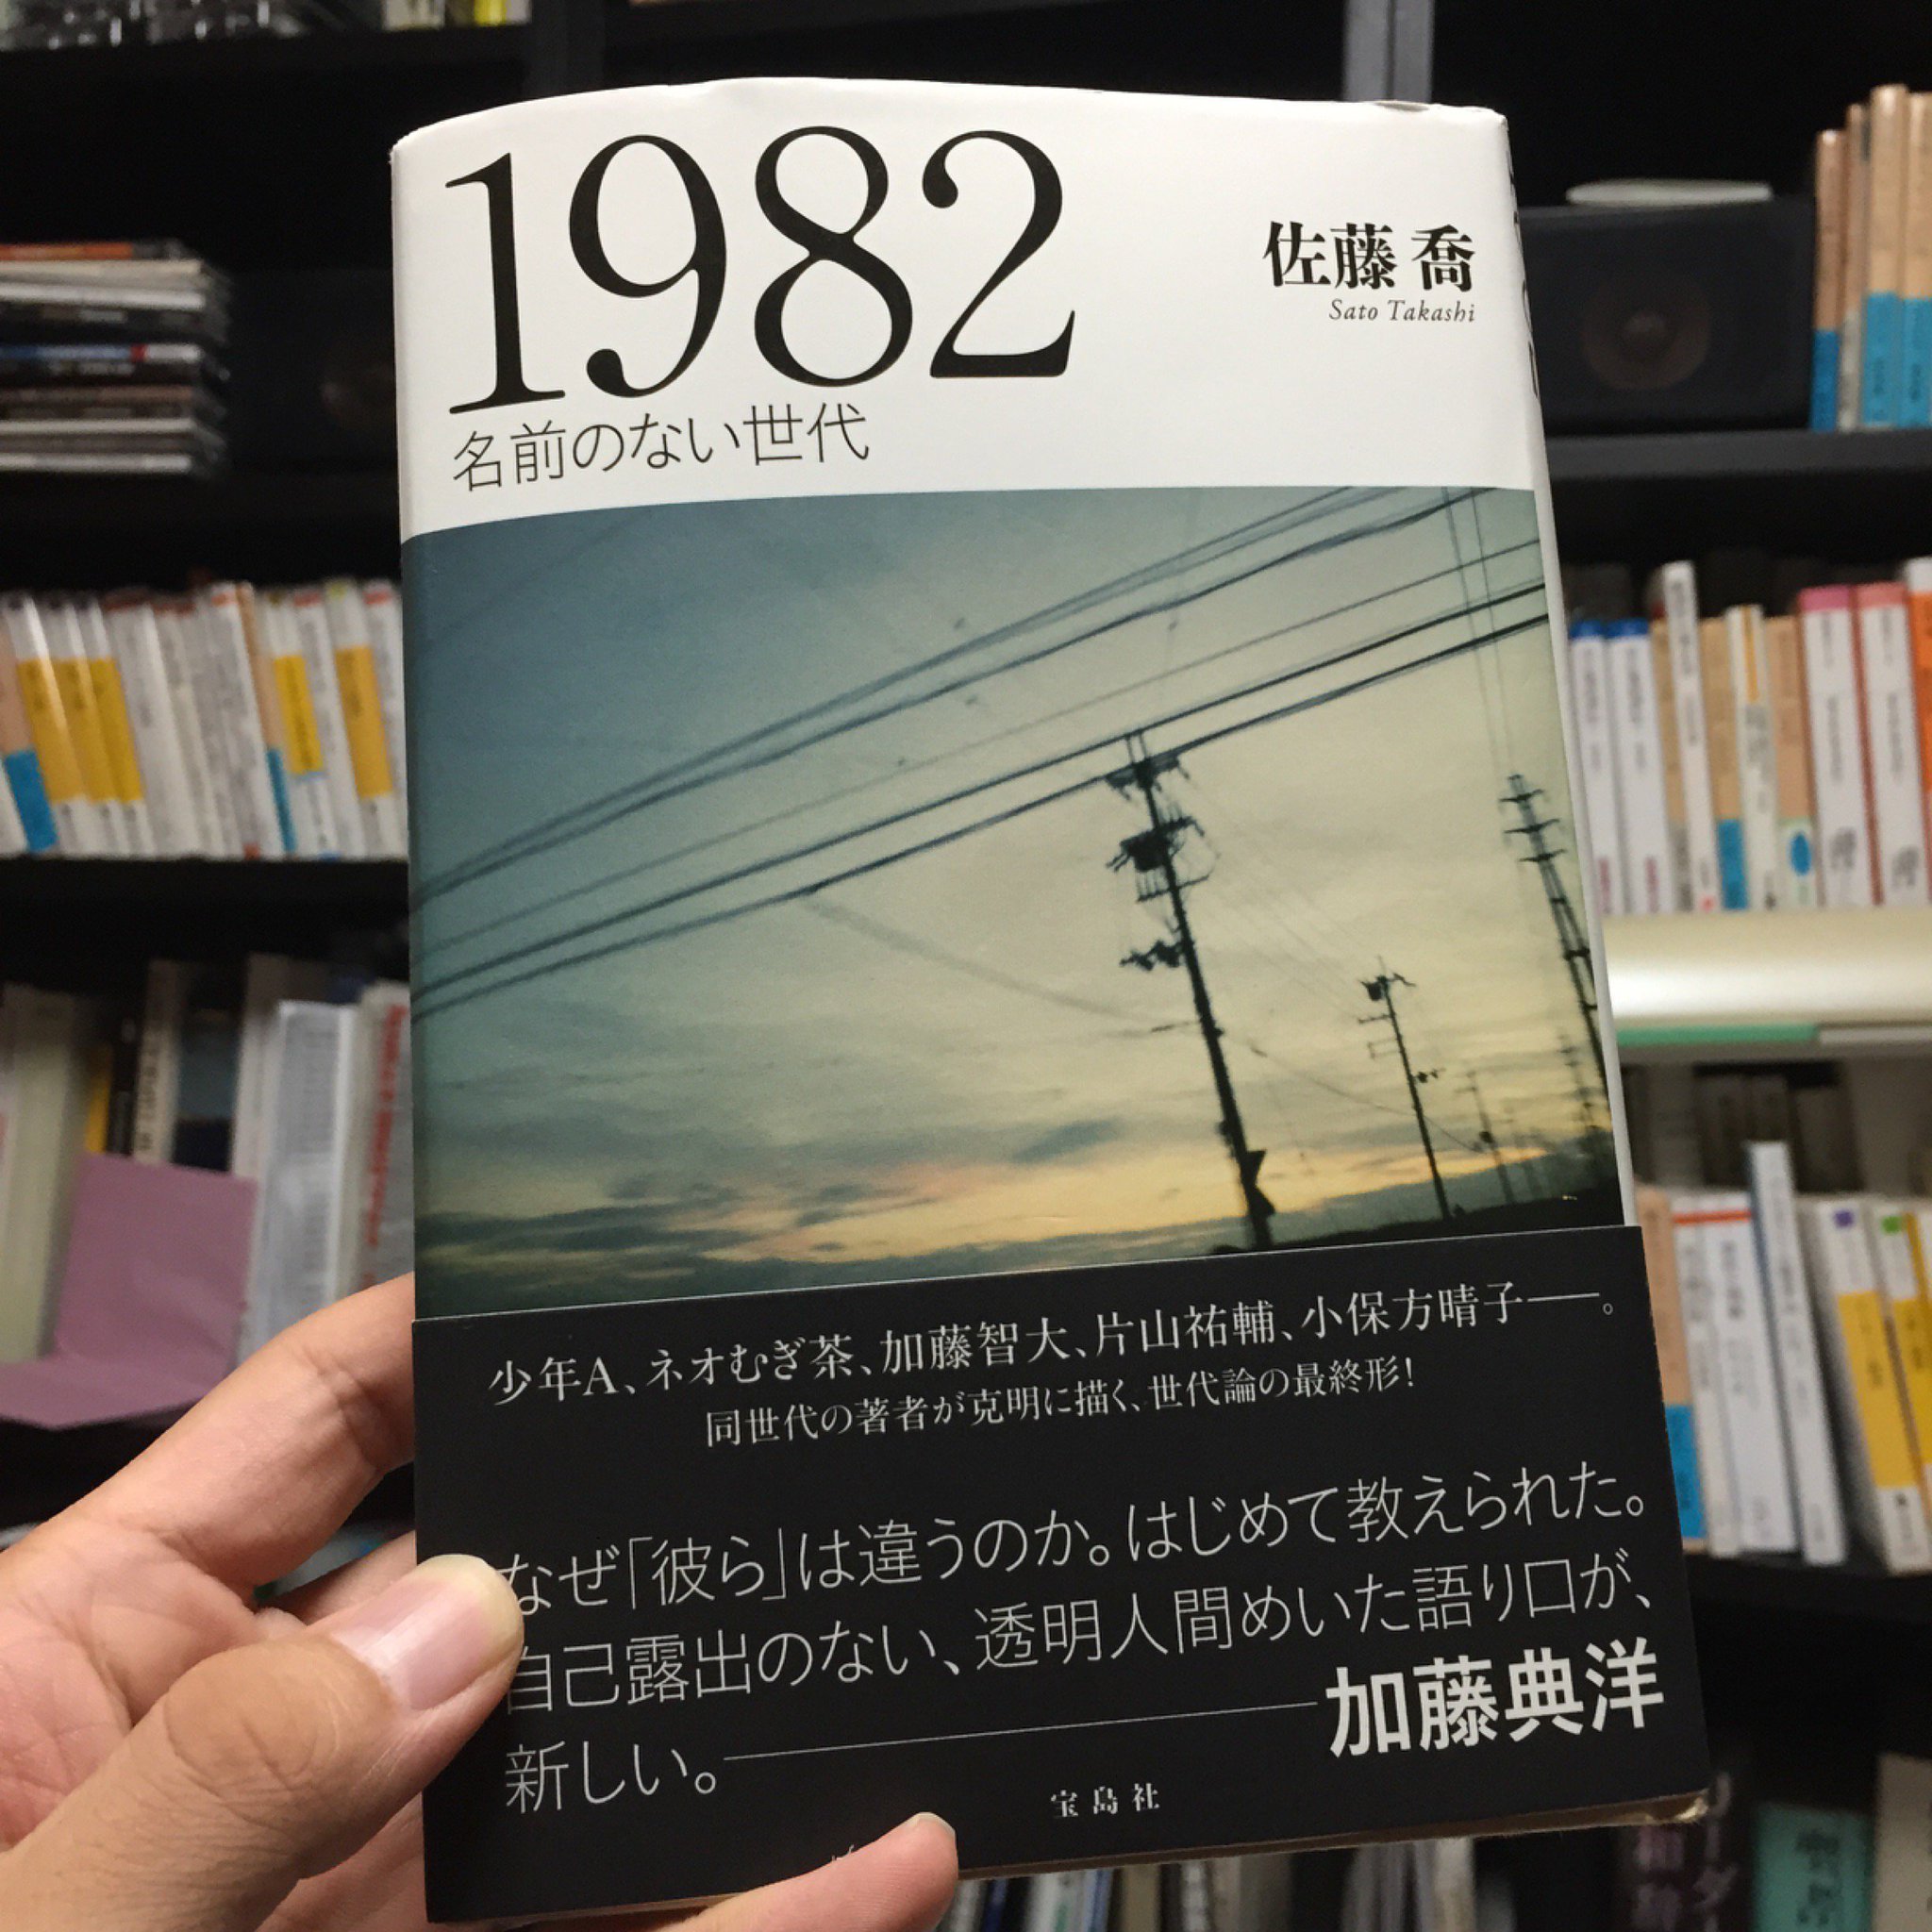 1982
名前のない世代
佐藤 喬
Sato Takashi
少年A、ネオむぎ茶、加藤智大、片山祐輔、小保方晴子——。
同世代の著者が克明に描く、世代論の最終形!
なぜ「彼ら」は違うのか。はじめて教えられた。
自己露出のない、透明人間めいた語り口が、
新しい。——加藤典洋
宝島社